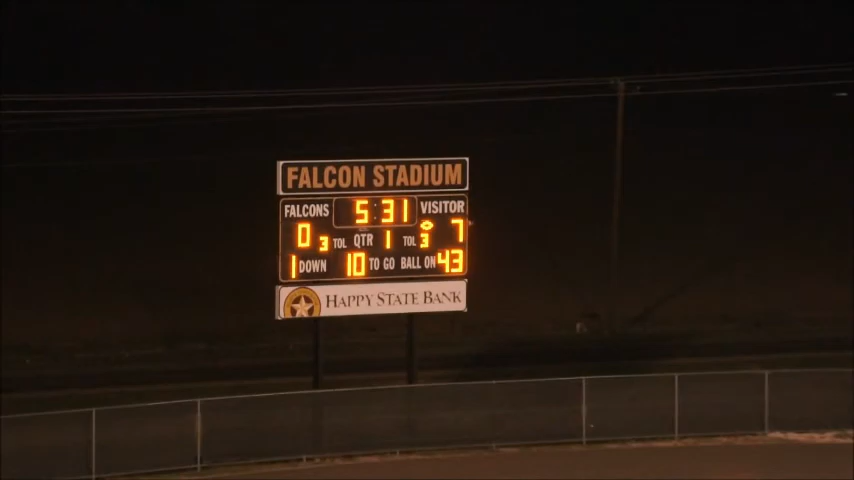 FALCON STADIUM
FALCONS 5:31 VISITOR
0 3 TOL QTR 1 TOL 3 7
1 DOWN 10 TO GO BALL ON 43
HAPPY STATE BANK